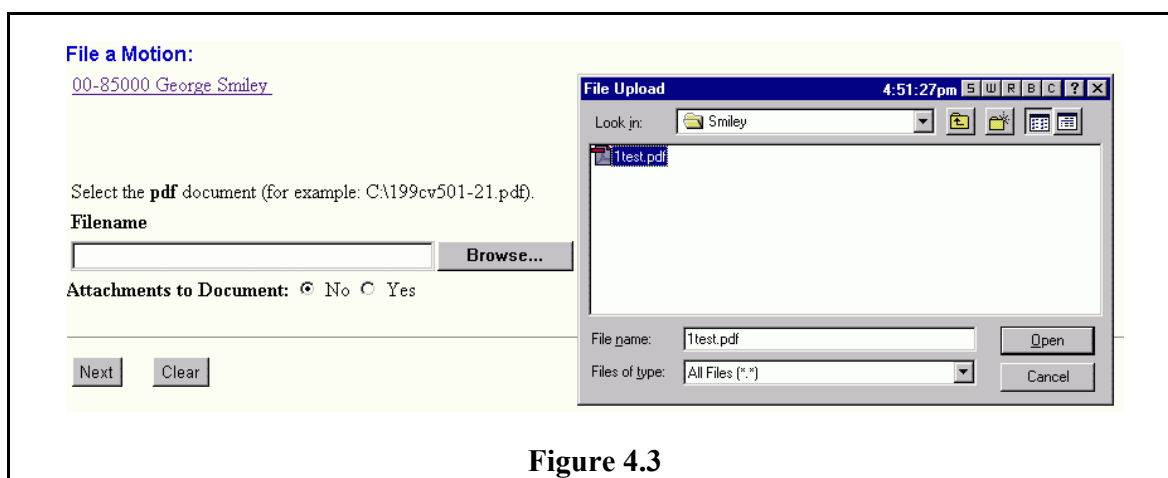 File a Motion:
00-85000 George Smiley
Select the pdf document (for example: C:\199cv501-21.pdf).
Filename
Browse...
Attachments to Document: No Yes
Next Clear
File Upload 4:51:27pm S W R B C ? X
Look in: Smiley
1test.pdf
File name: 1test.pdf Open
Files of type: All Files (*.*) Cancel
Figure 4.3